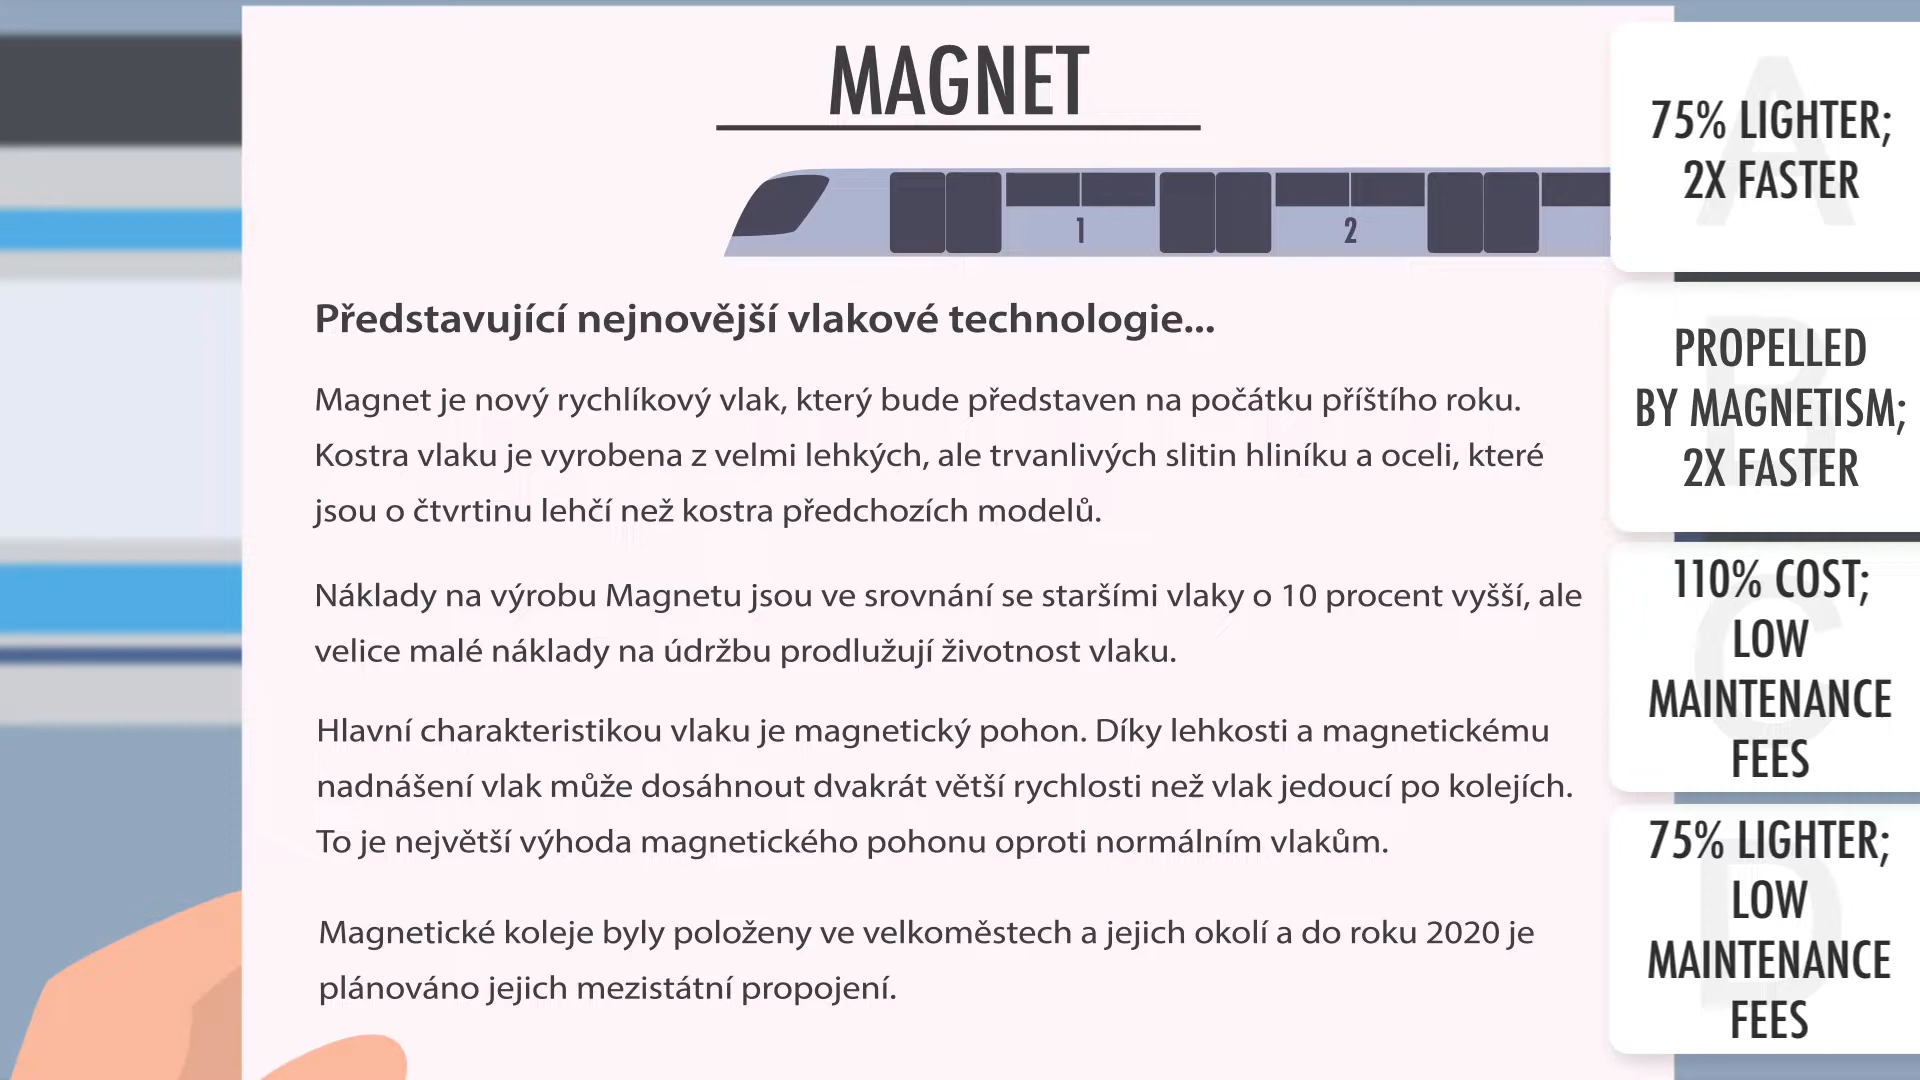 MAGNET
1
2
Představující nejnovější vlakové technologie...
Magnet je nový rychlíkový vlak, který bude představen na počátku příštího roku.
Kostra vlaku je vyrobena z velmi lehkých, ale trvanlivých slitin hliníku a oceli, které
jsou o čtvrtinu lehčí než kostra předchozích modelů.
Náklady na výrobu Magnetu jsou ve srovnání se staršími vlaky o 10 procent vyšší, ale
velice malé náklady na údržbu prodlužují životnost vlaku.
Hlavní charakteristikou vlaku je magnetický pohon. Díky lehkosti a magnetickému
nadnášení vlak může dosáhnout dvakrát větší rychlosti než vlak jedoucí po kolejích.
To je největší výhoda magnetického pohonu oproti normálním vlakům.
Magnetické koleje byly položeny ve velkoměstech a jejich okolí a do roku 2020 je
plánováno jejich mezistátní propojení.
A
75% LIGHTER;
2X FASTER
B
PROPELLED
BY MAGNETISM;
2X FASTER
C
110% COST;
LOW
MAINTENANCE
FEES
D
75% LIGHTER;
LOW
MAINTENANCE
FEES